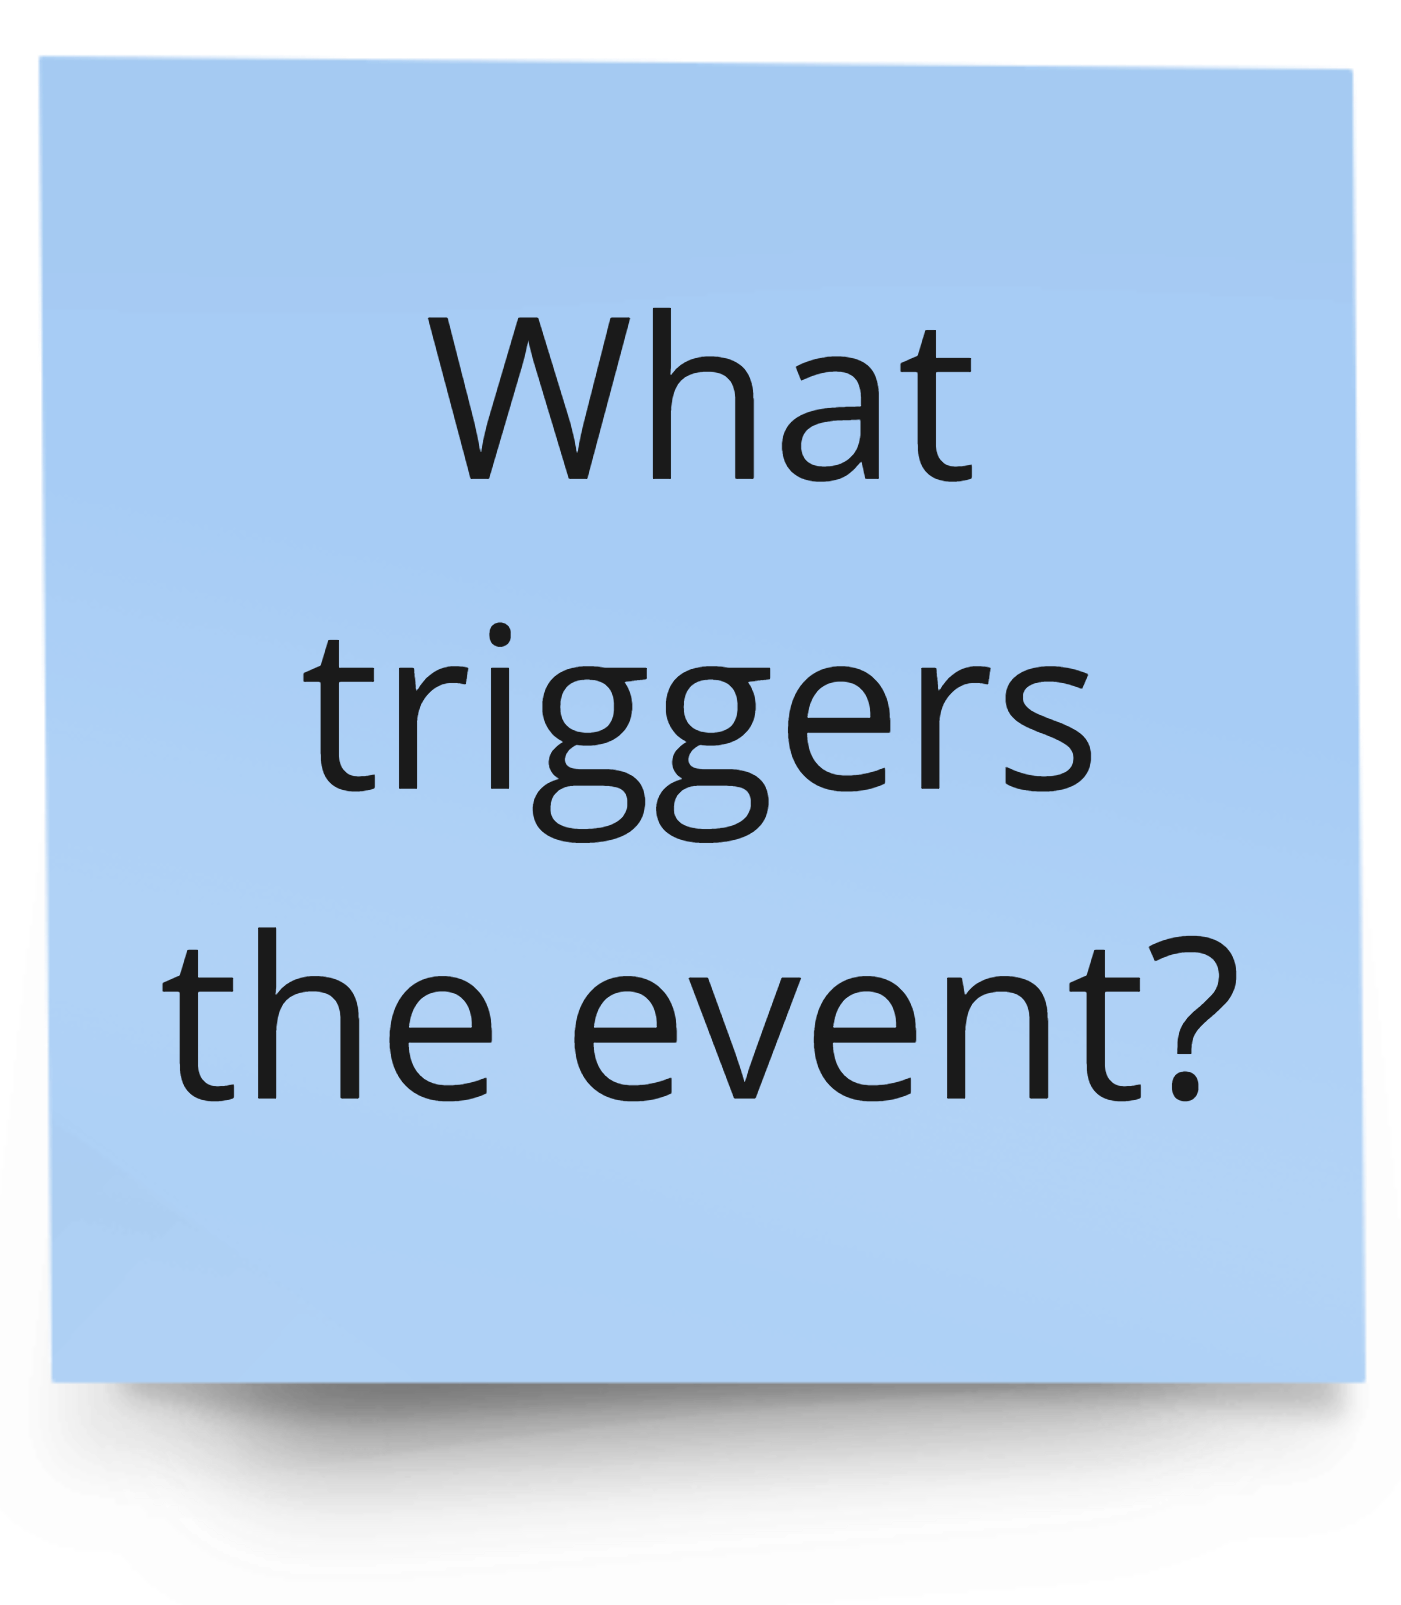 What
triggers
the event?